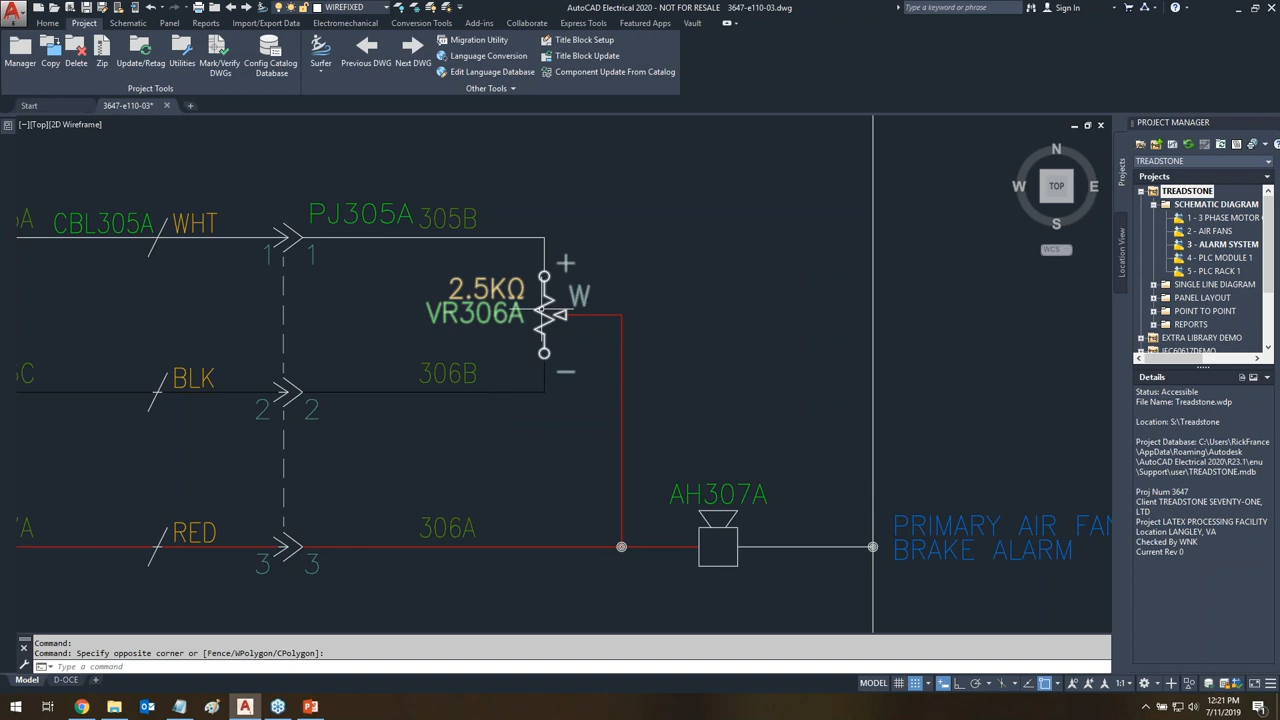 WIREFIXED
AutoCAD Electrical 2020 - NOT FOR RESALE 3647-e110-03.dwg
Type a keyword or phrase
Sign In
Home Project Schematic Panel Reports Import/Export Data Electromechanical Conversion Tools Add-ins Collaborate Express Tools Featured Apps Vault
Manager Copy Delete Zip Update/Retag Utilities Mark/Verify DWGs Config Catalog Database
Project Tools
Surfer Previous DWG Next DWG
Migration Utility
Language Conversion
Edit Language Database
Title Block Setup
Title Block Update
Component Update From Catalog
Other Tools
Start 3647-e110-03* × +
[−][Top][2D Wireframe]
N
W TOP E
S
WCS
CBL305A WHT PJ305A 305B
1 1
+
2.5KΩ W
VR306A
5C BLK 306B
−
2 2
AH307A
7A RED 306A
3 3
PRIMARY AIR FAN
BRAKE ALARM
PROJECT MANAGER
Projects
Location View
TREADSTONE
Projects
TREADSTONE
SCHEMATIC DIAGRAM
1 - 3 PHASE MOTOR
2 - AIR FANS
3 - ALARM SYSTEM
4 - PLC MODULE 1
5 - PLC RACK 1
SINGLE LINE DIAGRAM
PANEL LAYOUT
POINT TO POINT
REPORTS
EXTRA LIBRARY DEMO
IEC60617DEMO
Details
Status: Accessible
File Name: Treadstone.wdp
Location: S:\Treadstone
Project Database: C:\Users\RickFrance
\AppData\Roaming\Autodesk
\AutoCAD Electrical 2020\R23.1\enu
\Support\user\TREADSTONE.mdb
Proj Num 3647
Client TREADSTONE SEVENTY-ONE,
LTD
Project LATEX PROCESSING FACILITY
Location LANGLEY, VA
Checked By WNK
Current Rev 0
Command:
Command: Specify opposite corner or [Fence/WPolygon/CPolygon]:
Type a command
Model D-OCE +
MODEL 1:1
12:21 PM
7/11/2019